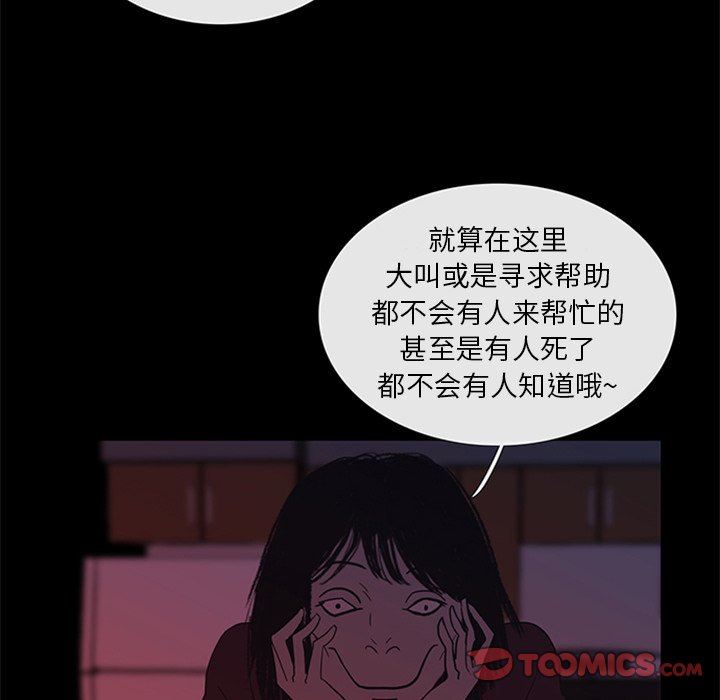 就算在这里
大叫或是寻求帮助
都不会有人来帮忙的
甚至是有人死了
都不会有人知道哦~
TOOMICS.COM